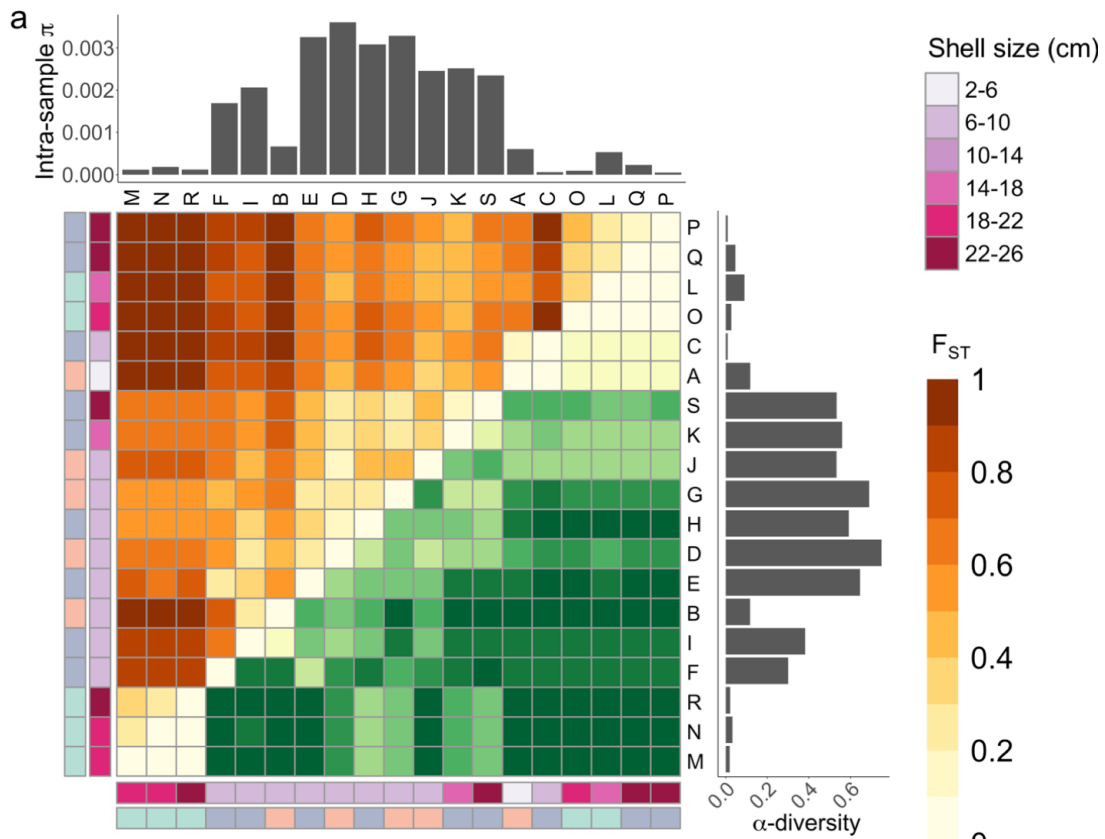 a
Intra-sample π
0.003
0.002
0.001
0.000
M N R F I B E D H G J K S A C O L Q P
P
Q
L
O
C
A
S
K
J
G
H
D
E
B
I
F
R
N
M
0.0 0.2 0.4 0.6
α-diversity
Shell size (cm)
2-6
6-10
10-14
14-18
18-22
22-26
FST
1
0.8
0.6
0.4
0.2